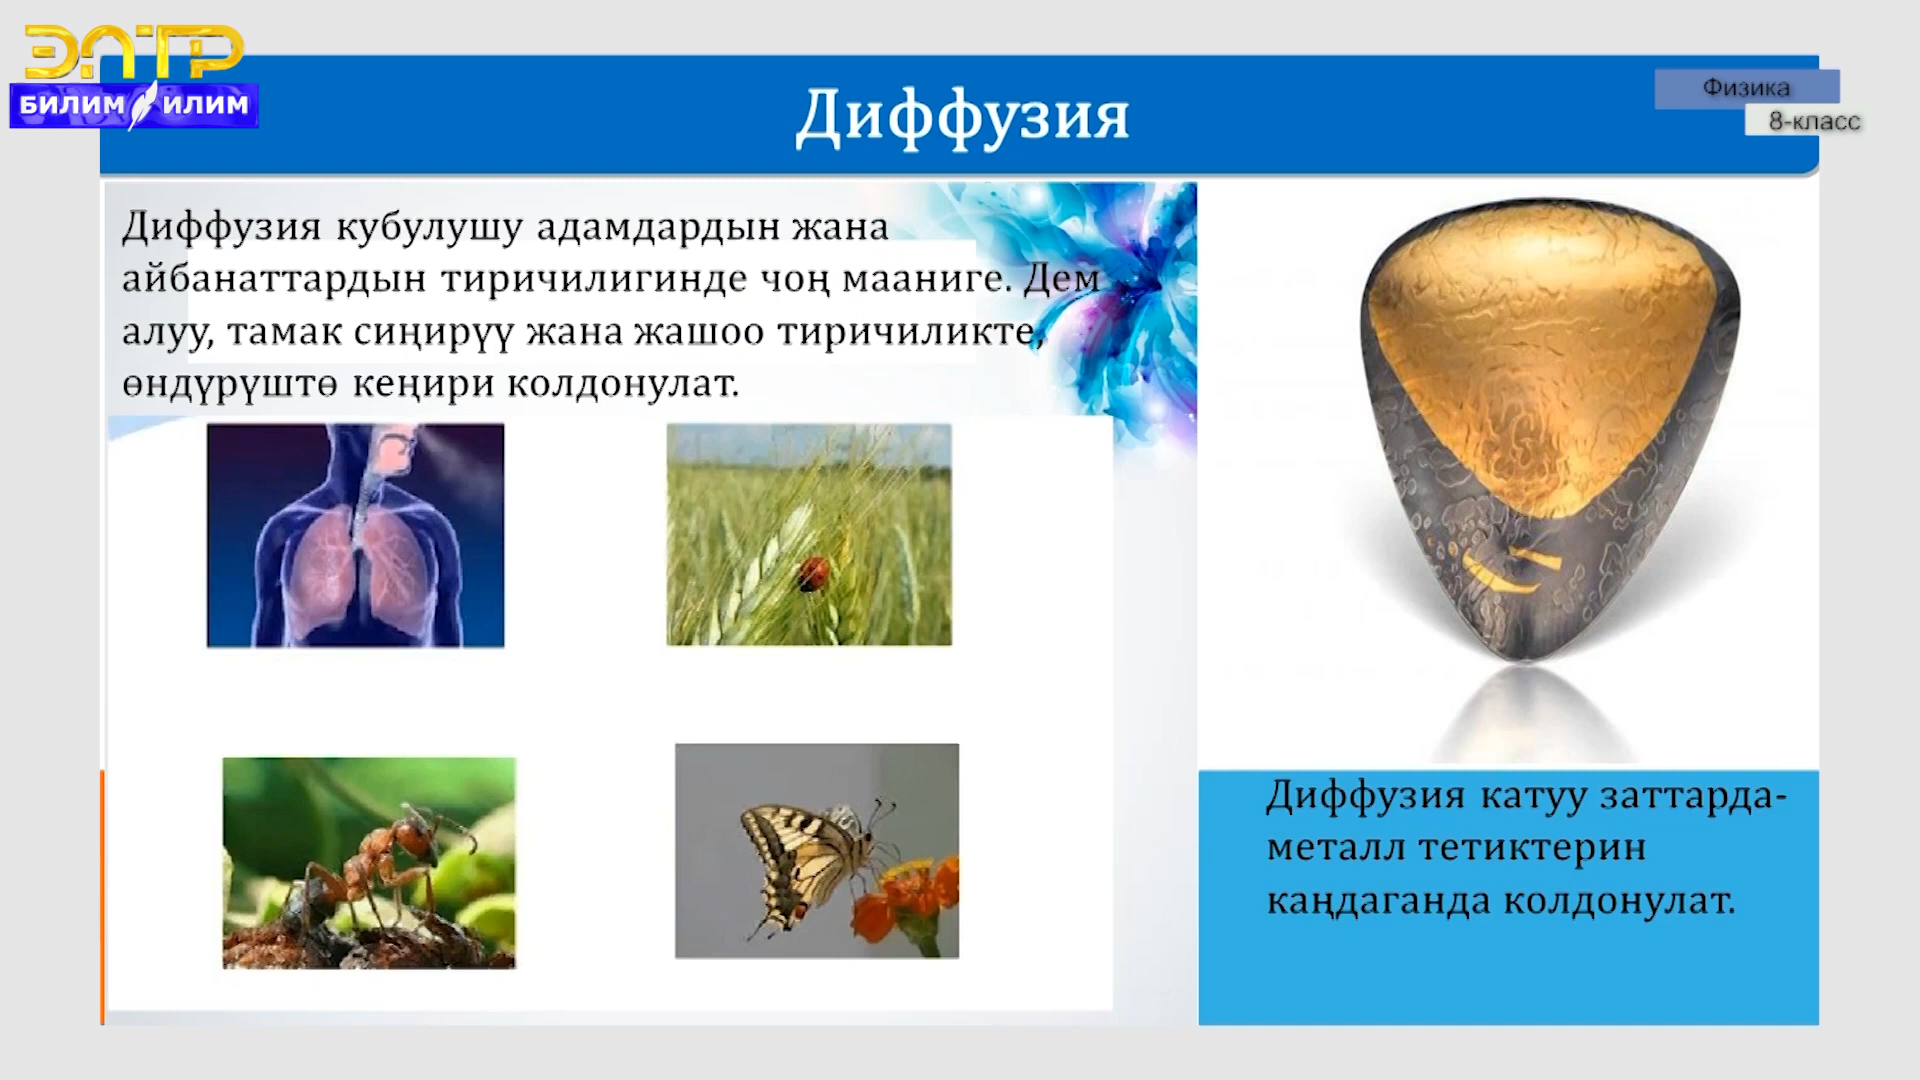 ЭЛТР
БИЛИМ ИЛИМ
Диффузия
Физика
8-класс
Диффузия кубулушу адамдардын жана
айбанаттардын тиричилигинде чоң мааниге. Дем
алуу, тамак сиңирүү жана жашоо тиричиликте,
өндүрүштө кеңири колдонулат.
Диффузия катуу заттарда-
металл тетиктерин
каңдаганда колдонулат.